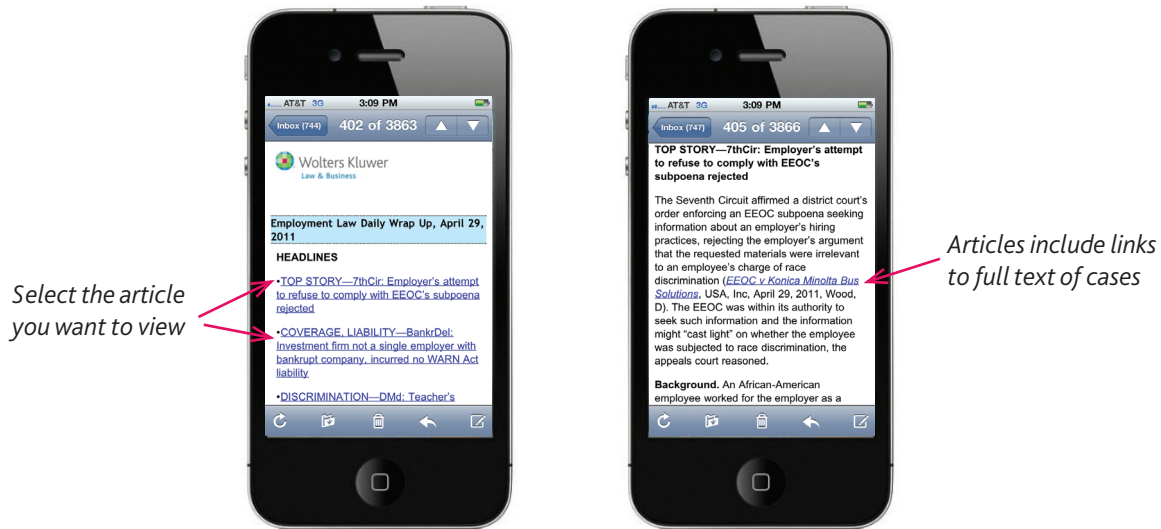 AT&T 3G 3:09 PM
Inbox (744) 402 of 3863
Wolters Kluwer
Law & Business
Employment Law Daily Wrap Up, April 29,
2011
HEADLINES
•TOP STORY—7thCir: Employer's attempt
to refuse to comply with EEOC's subpoena
rejected
•COVERAGE, LIABILITY—BankrDel:
Investment firm not a single employer with
bankrupt company, incurred no WARN Act
liability
•DISCRIMINATION—DMd: Teacher's
Select the article
you want to view
AT&T 3G 3:09 PM
Inbox (747) 405 of 3866
TOP STORY—7thCir: Employer's attempt
to refuse to comply with EEOC's
subpoena rejected
The Seventh Circuit affirmed a district court's
order enforcing an EEOC subpoena seeking
information about an employer's hiring
practices, rejecting the employer's argument
that the requested materials were irrelevant
to an employee's charge of race
discrimination (EEOC v Konica Minolta Bus
Solutions, USA, Inc, April 29, 2011, Wood,
D). The EEOC was within its authority to
seek such information and the information
might "cast light" on whether the employee
was subjected to race discrimination, the
appeals court reasoned.
Background. An African-American
employee worked for the employer as a
Articles include links
to full text of cases